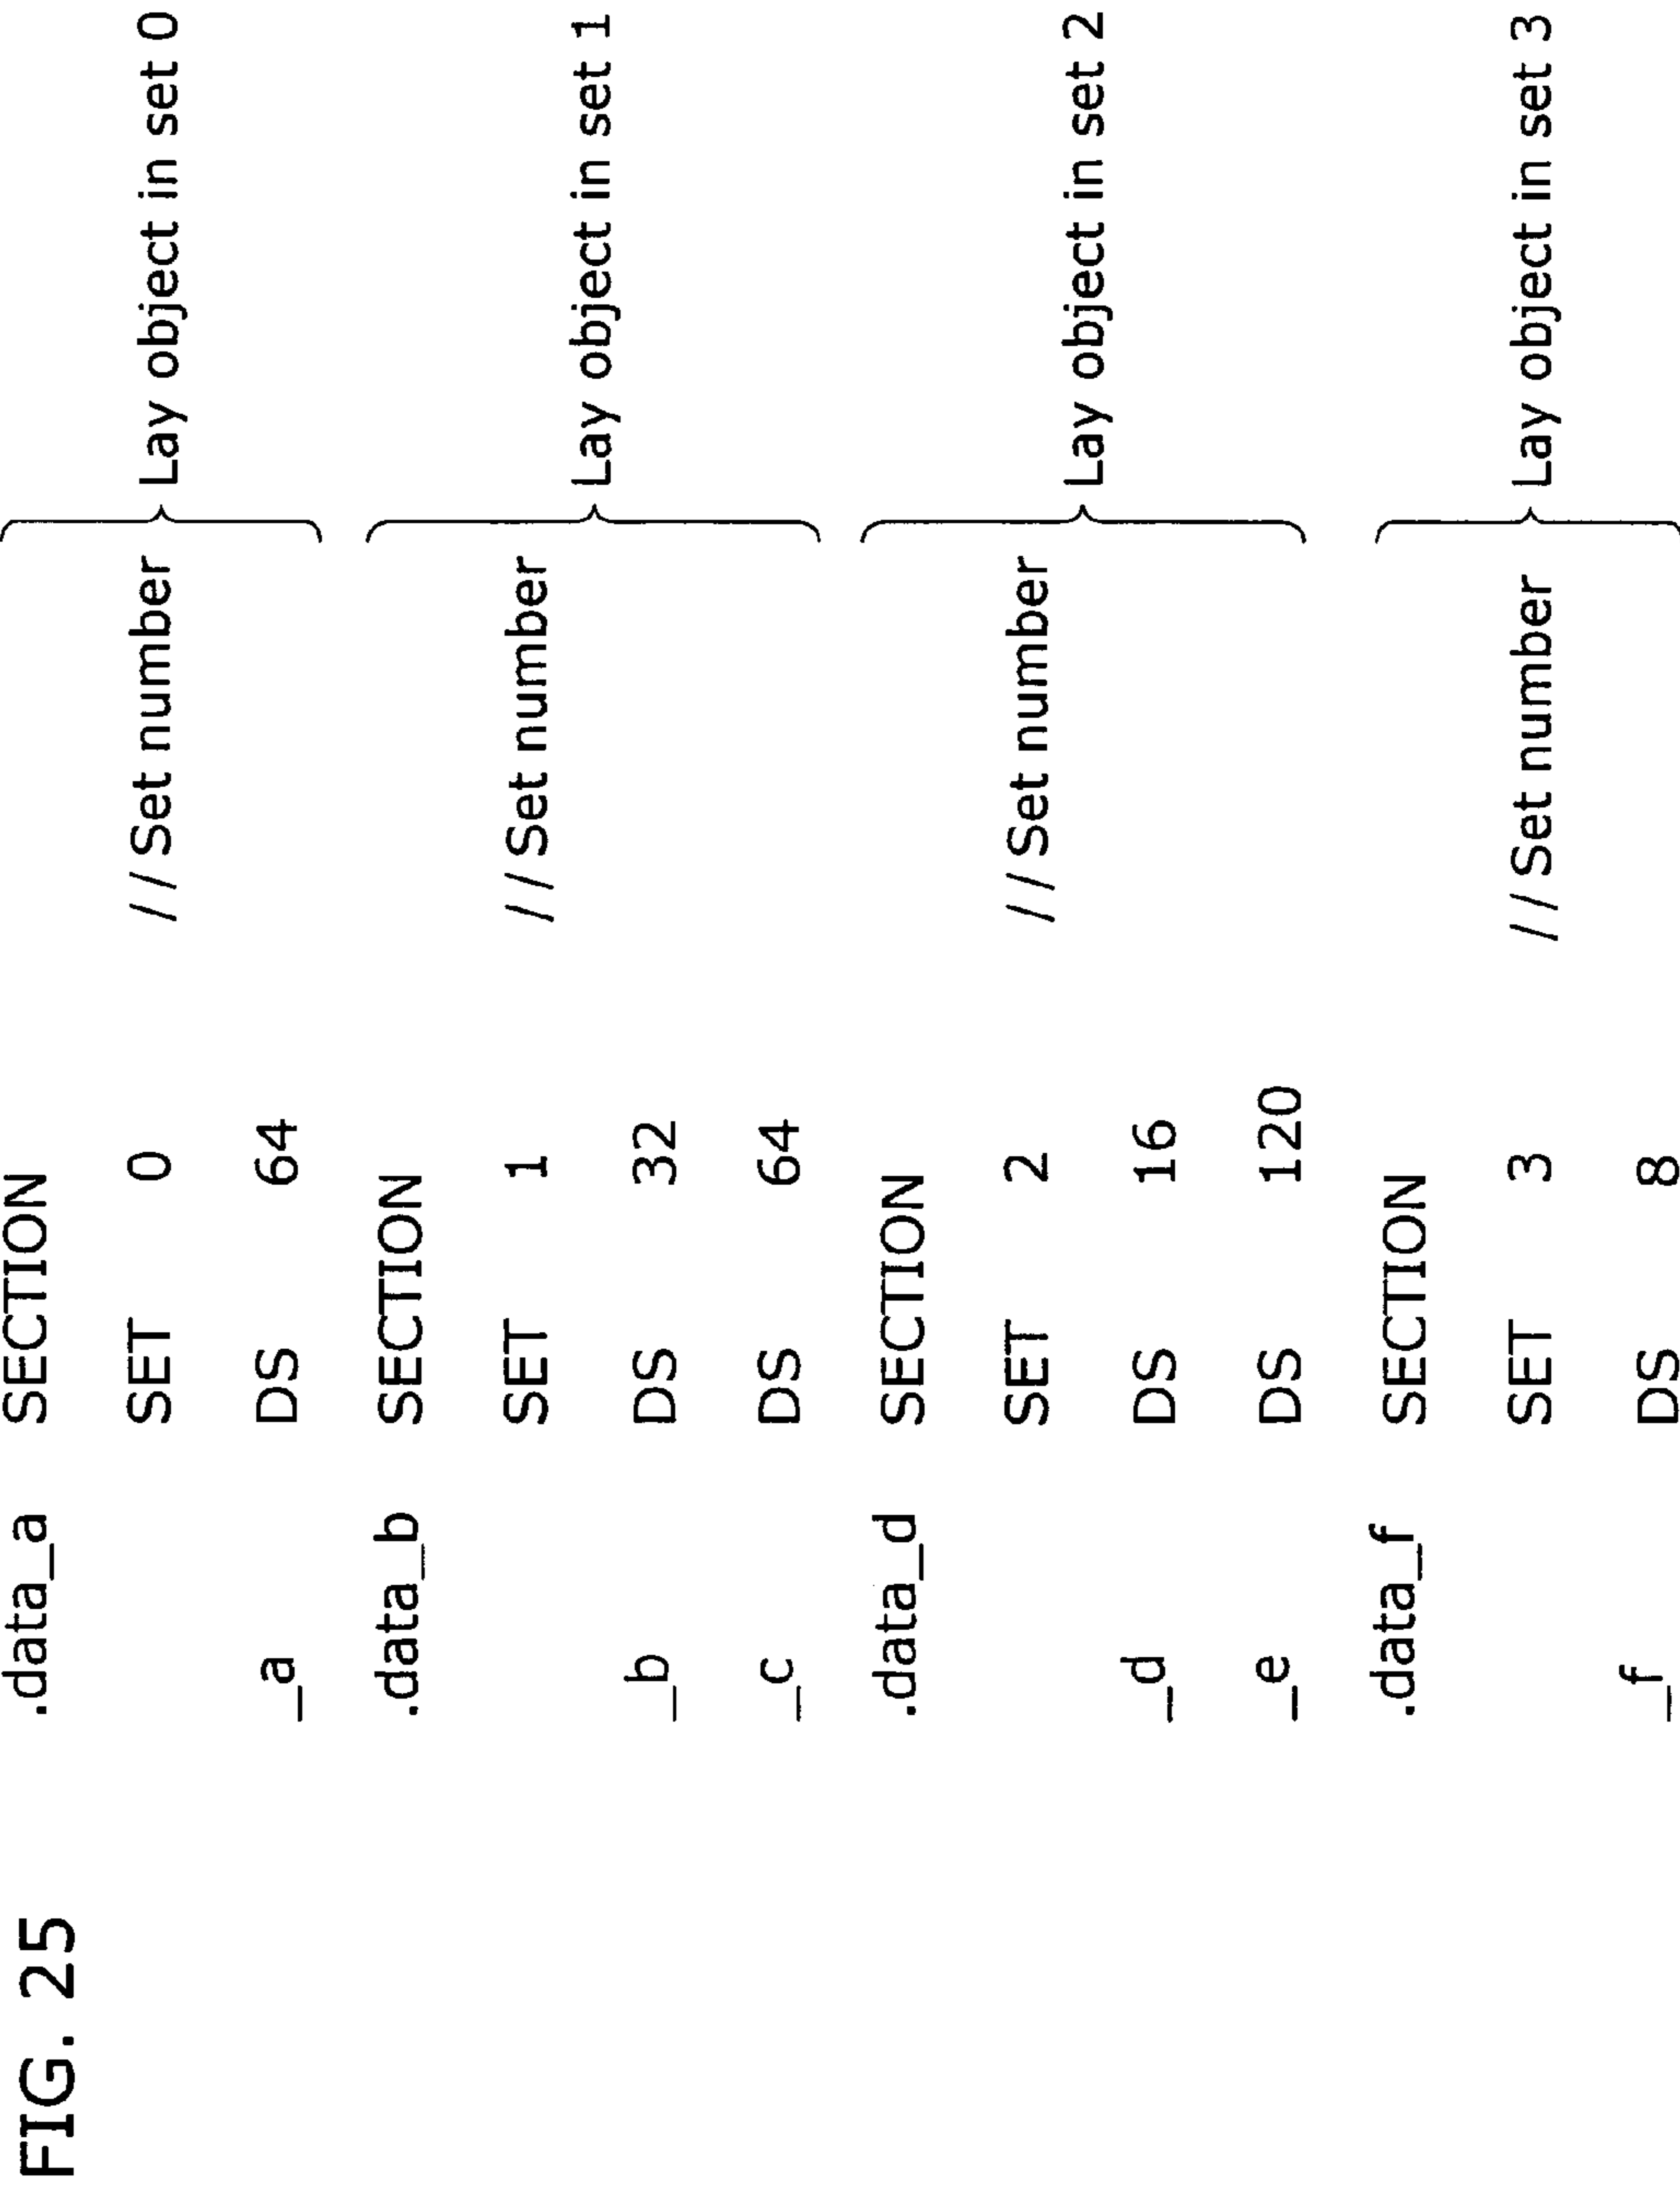 FIG. 25
.data_a SECTION
SET 0 // Set number
_a DS 64
Lay object in set 0
.data_b SECTION
SET 1 // Set number
_b DS 32
Lay object in set 1
_c DS 64
.data_d SECTION
SET 2 // Set number
Lay object in set 2
_d DS 16
_e DS 120
.data_f SECTION
SET 3 // Set number
Lay object in set 3
_f DS 8